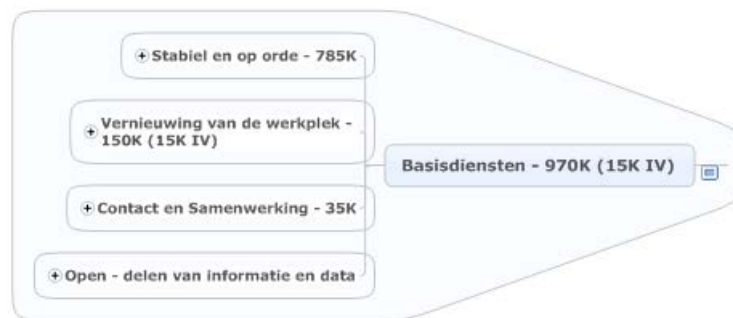 Stabiel en op orde - 785K
Vernieuwing van de werkplek -
150K (15K IV)
Basisdiensten - 970K (15K IV)
Contact en Samenwerking - 35K
Open - delen van informatie en data